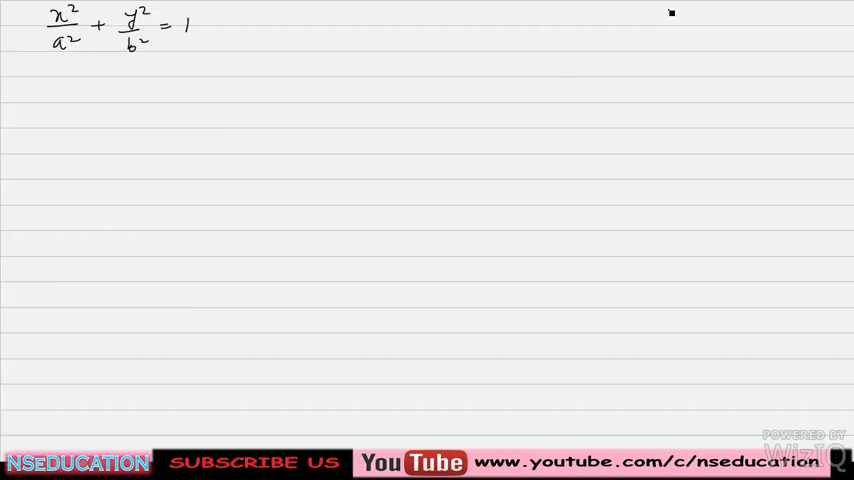 x²/a² + y²/b² = 1
POWERED BY
WizIQ
NSEDUCATION SUBSCRIBE US YouTube www.youtube.com/c/nseducation